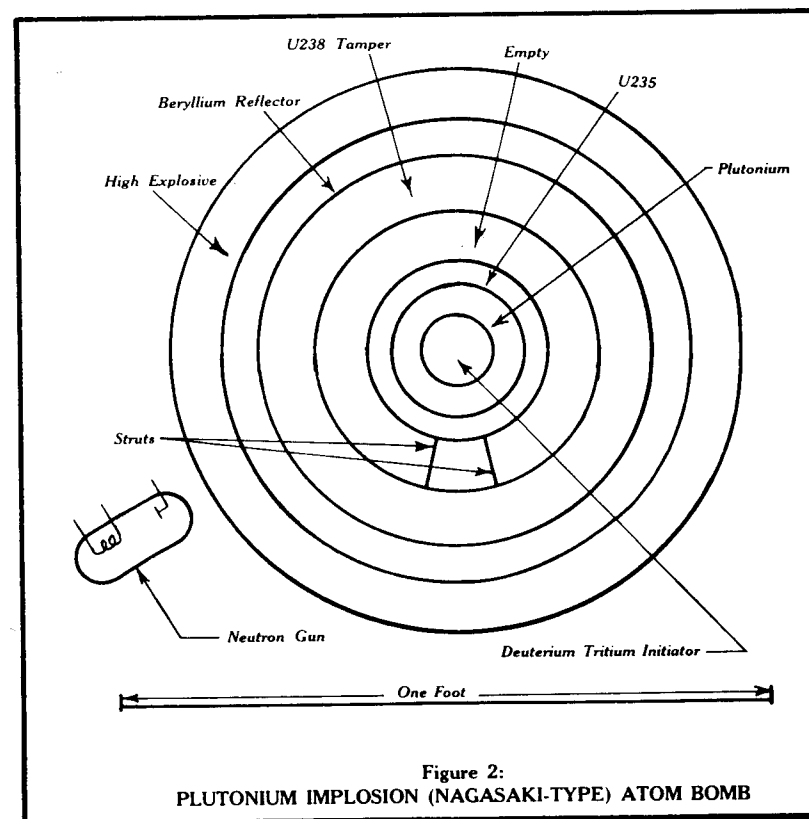 U238 Tamper
Empty
U235
Beryllium Reflector
Plutonium
High Explosive
Struts
Neutron Gun
Deuterium Tritium Initiator
One Foot
Figure 2:
PLUTONIUM IMPLOSION (NAGASAKI-TYPE) ATOM BOMB